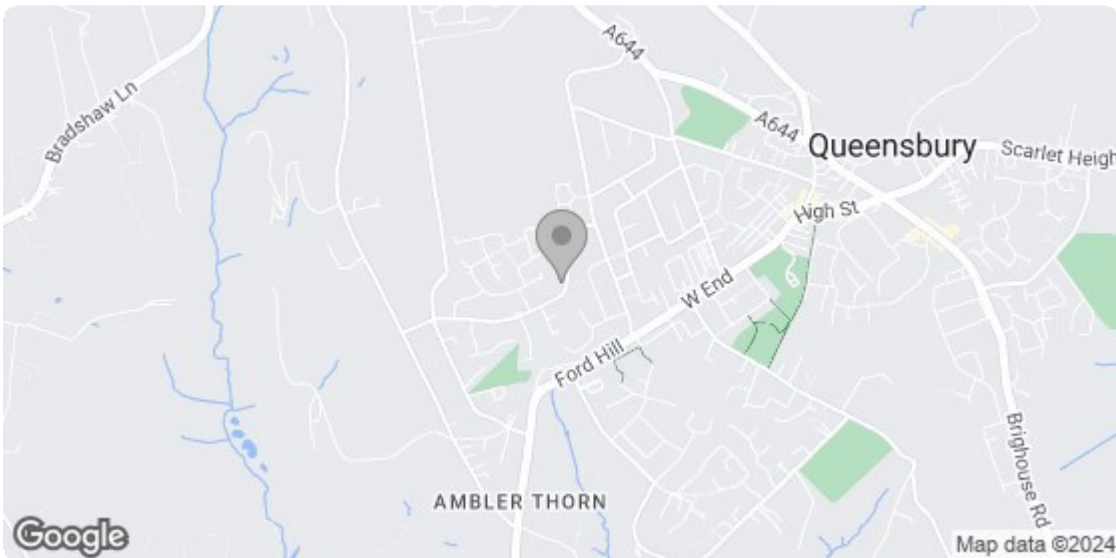 A644
Bradshaw Ln
A644
Queensbury
Scarlet Heigh
High St
W End
Ford Hill
Brighouse Rd
AMBLER THORN
Google
Map data ©2024